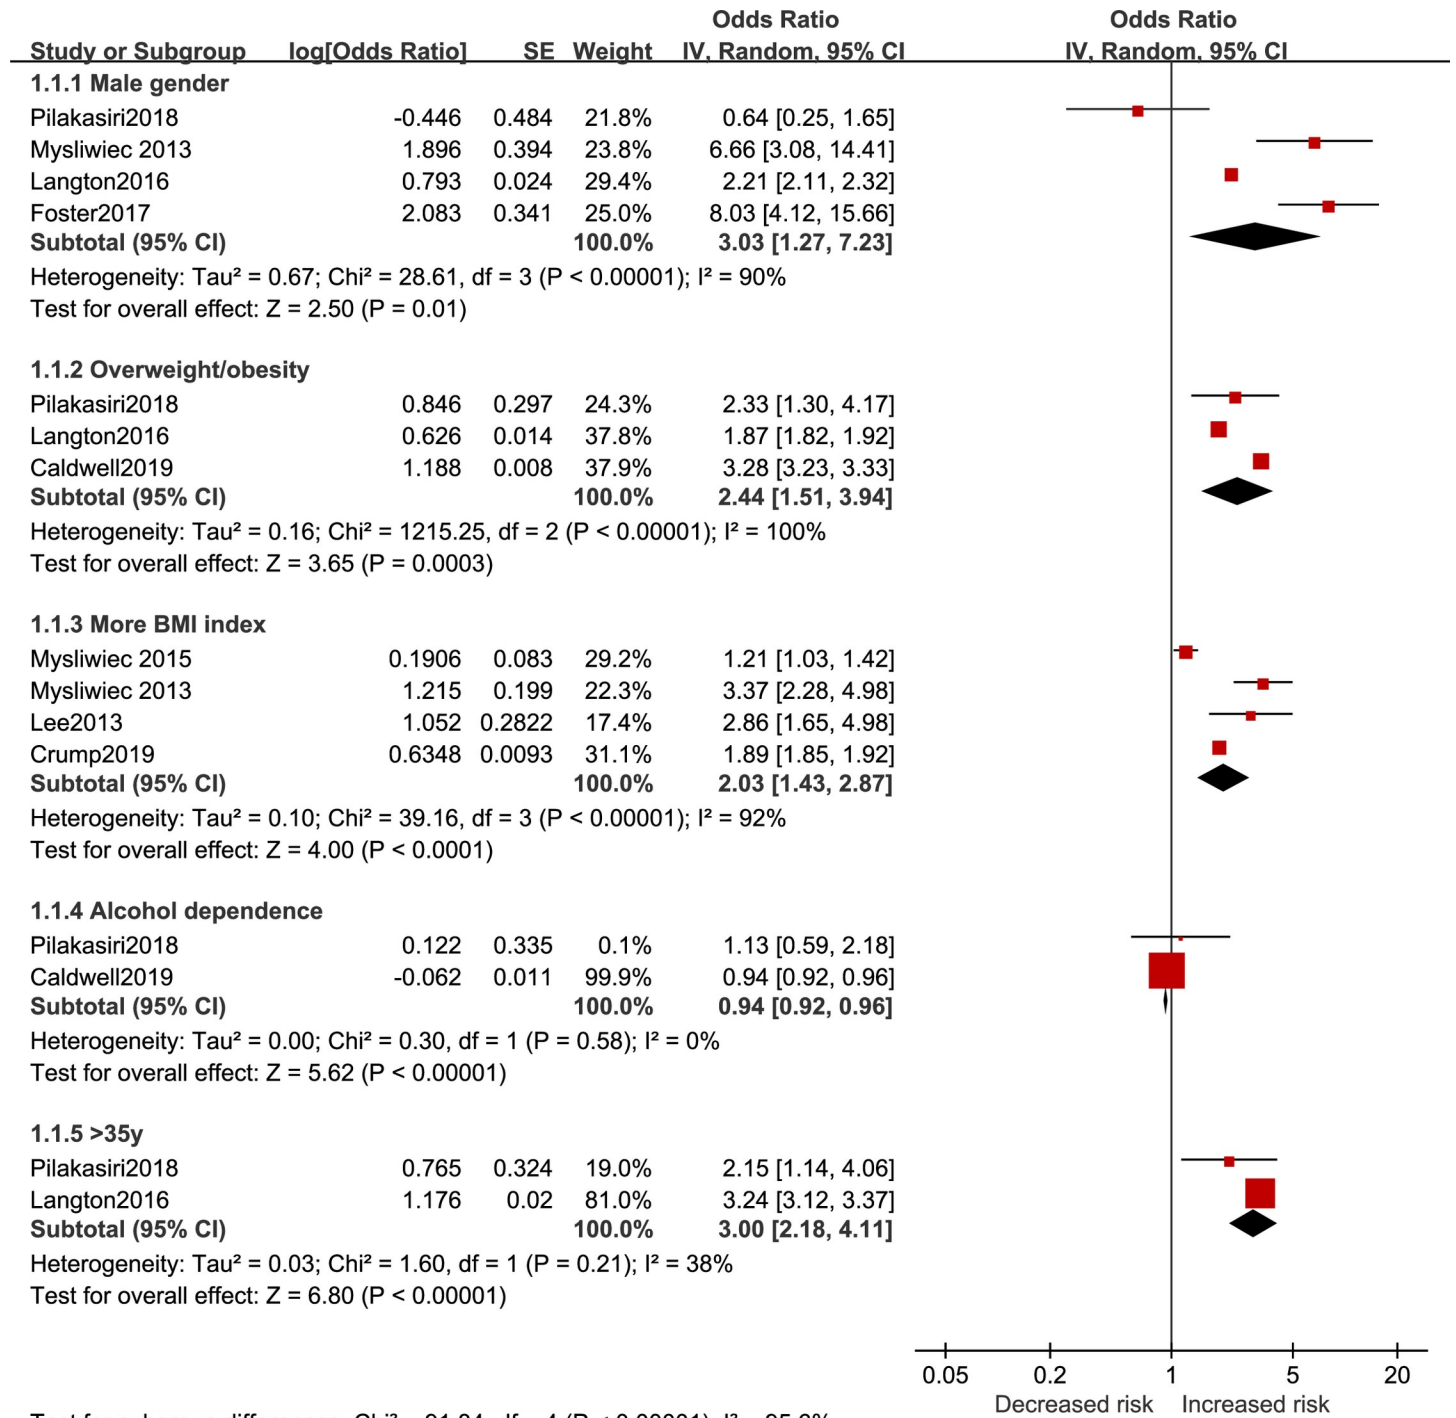 Odds Ratio Odds Ratio
Study or Subgroup log[Odds Ratio] SE Weight IV, Random, 95% CI IV, Random, 95% CI
1.1.1 Male gender
Pilakasiri2018 -0.446 0.484 21.8% 0.64 [0.25, 1.65]
Mysliwiec 2013 1.896 0.394 23.8% 6.66 [3.08, 14.41]
Langton2016 0.793 0.024 29.4% 2.21 [2.11, 2.32]
Foster2017 2.083 0.341 25.0% 8.03 [4.12, 15.66]
Subtotal (95% CI) 100.0% 3.03 [1.27, 7.23]
Heterogeneity: Tau² = 0.67; Chi² = 28.61, df = 3 (P < 0.00001); I² = 90%
Test for overall effect: Z = 2.50 (P = 0.01)
1.1.2 Overweight/obesity
Pilakasiri2018 0.846 0.297 24.3% 2.33 [1.30, 4.17]
Langton2016 0.626 0.014 37.8% 1.87 [1.82, 1.92]
Caldwell2019 1.188 0.008 37.9% 3.28 [3.23, 3.33]
Subtotal (95% CI) 100.0% 2.44 [1.51, 3.94]
Heterogeneity: Tau² = 0.16; Chi² = 1215.25, df = 2 (P < 0.00001); I² = 100%
Test for overall effect: Z = 3.65 (P = 0.0003)
1.1.3 More BMI index
Mysliwiec 2015 0.1906 0.083 29.2% 1.21 [1.03, 1.42]
Mysliwiec 2013 1.215 0.199 22.3% 3.37 [2.28, 4.98]
Lee2013 1.052 0.2822 17.4% 2.86 [1.65, 4.98]
Crump2019 0.6348 0.0093 31.1% 1.89 [1.85, 1.92]
Subtotal (95% CI) 100.0% 2.03 [1.43, 2.87]
Heterogeneity: Tau² = 0.10; Chi² = 39.16, df = 3 (P < 0.00001); I² = 92%
Test for overall effect: Z = 4.00 (P < 0.0001)
1.1.4 Alcohol dependence
Pilakasiri2018 0.122 0.335 0.1% 1.13 [0.59, 2.18]
Caldwell2019 -0.062 0.011 99.9% 0.94 [0.92, 0.96]
Subtotal (95% CI) 100.0% 0.94 [0.92, 0.96]
Heterogeneity: Tau² = 0.00; Chi² = 0.30, df = 1 (P = 0.58); I² = 0%
Test for overall effect: Z = 5.62 (P < 0.00001)
1.1.5 >35y
Pilakasiri2018 0.765 0.324 19.0% 2.15 [1.14, 4.06]
Langton2016 1.176 0.02 81.0% 3.24 [3.12, 3.37]
Subtotal (95% CI) 100.0% 3.00 [2.18, 4.11]
Heterogeneity: Tau² = 0.03; Chi² = 1.60, df = 1 (P = 0.21); I² = 38%
Test for overall effect: Z = 6.80 (P < 0.00001)
0.05 0.2 1 5 20
Decreased risk Increased risk